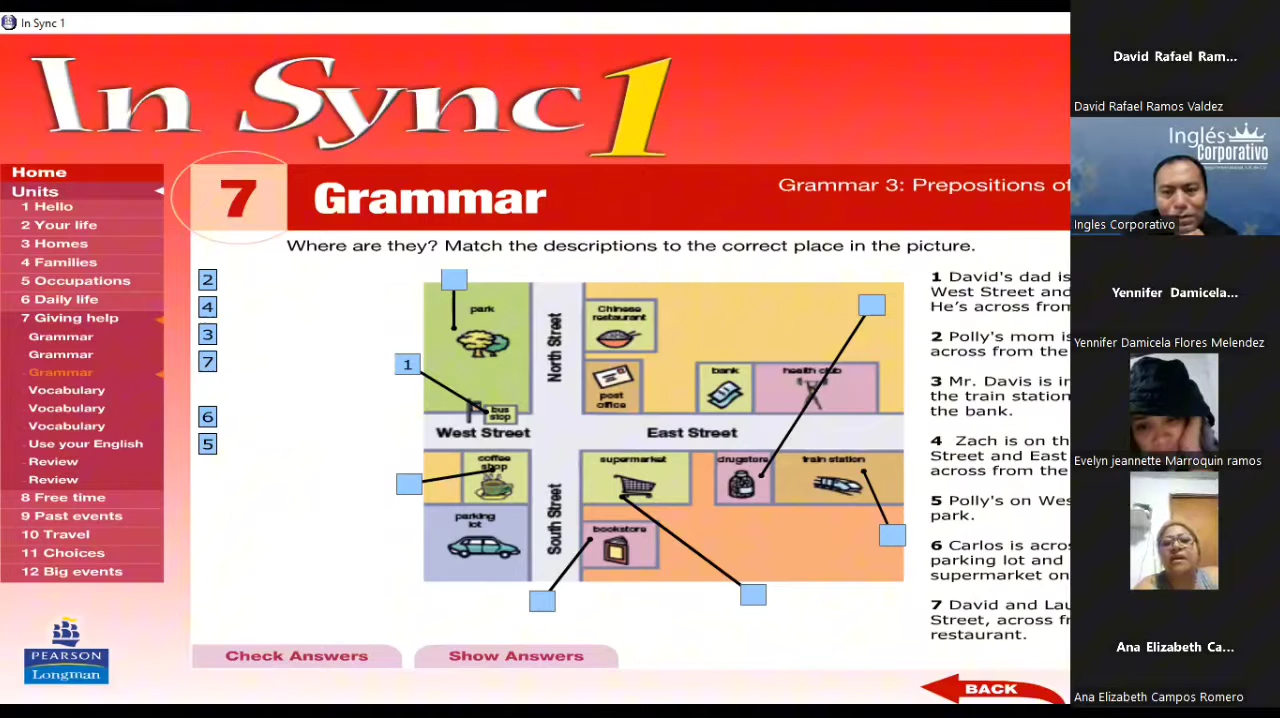 In Sync 1
In Sync 1
Home
Units
1 Hello
2 Your life
3 Homes
4 Families
5 Occupations
6 Daily life
7 Giving help
Grammar
Grammar
Grammar
Vocabulary
Vocabulary
Vocabulary
Use your English
Review
Review
8 Free time
9 Past events
10 Travel
11 Choices
12 Big events
PEARSON
Longman
7
Grammar
Grammar 3: Prepositions of
Where are they? Match the descriptions to the correct place in the picture.
2
4
3
7
6
5
1
park
North Street
Chinese
restaurant
post
office
bank
health club
bus
stop
West Street
East Street
coffee
shop
supermarket
drugstore
train station
parking
lot
South Street
bookstore
1 David's dad is
West Street and
He's across from
2 Polly's mom is
across from the
3 Mr. Davis is in
the train station
the bank.
4 Zach is on th
Street and East
across from the
5 Polly's on Wes
park.
6 Carlos is acro
parking lot and
supermarket on
7 David and Lau
Street, across fr
restaurant.
Check Answers
Show Answers
BACK
David Rafael Ram...
David Rafael Ramos Valdez
Inglés
Corporativo
Ingles Corporativo
Yennifer Damicela...
Yennifer Damicela Flores Melendez
Evelyn jeannette Marroquin ramos
Ana Elizabeth Ca...
Ana Elizabeth Campos Romero